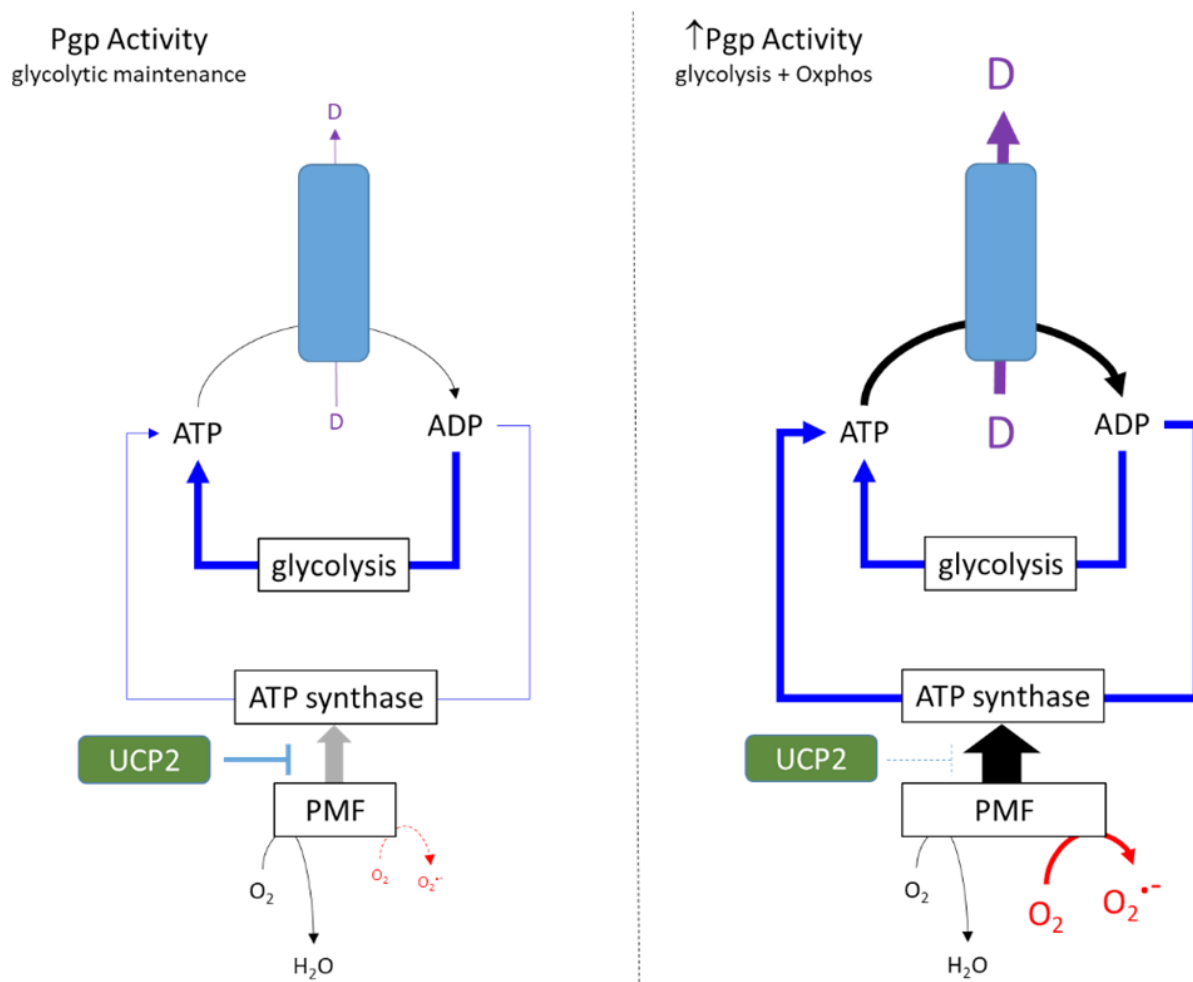 Pgp Activity
glycolytic maintenance
D
D
ATP
ADP
glycolysis
ATP synthase
UCP2
PMF
O₂
O₂
O₂•-
H₂O
↑Pgp Activity
glycolysis + Oxphos
D
D
ATP
ADP
glycolysis
ATP synthase
UCP2
PMF
O₂
O₂
O₂•-
H₂O